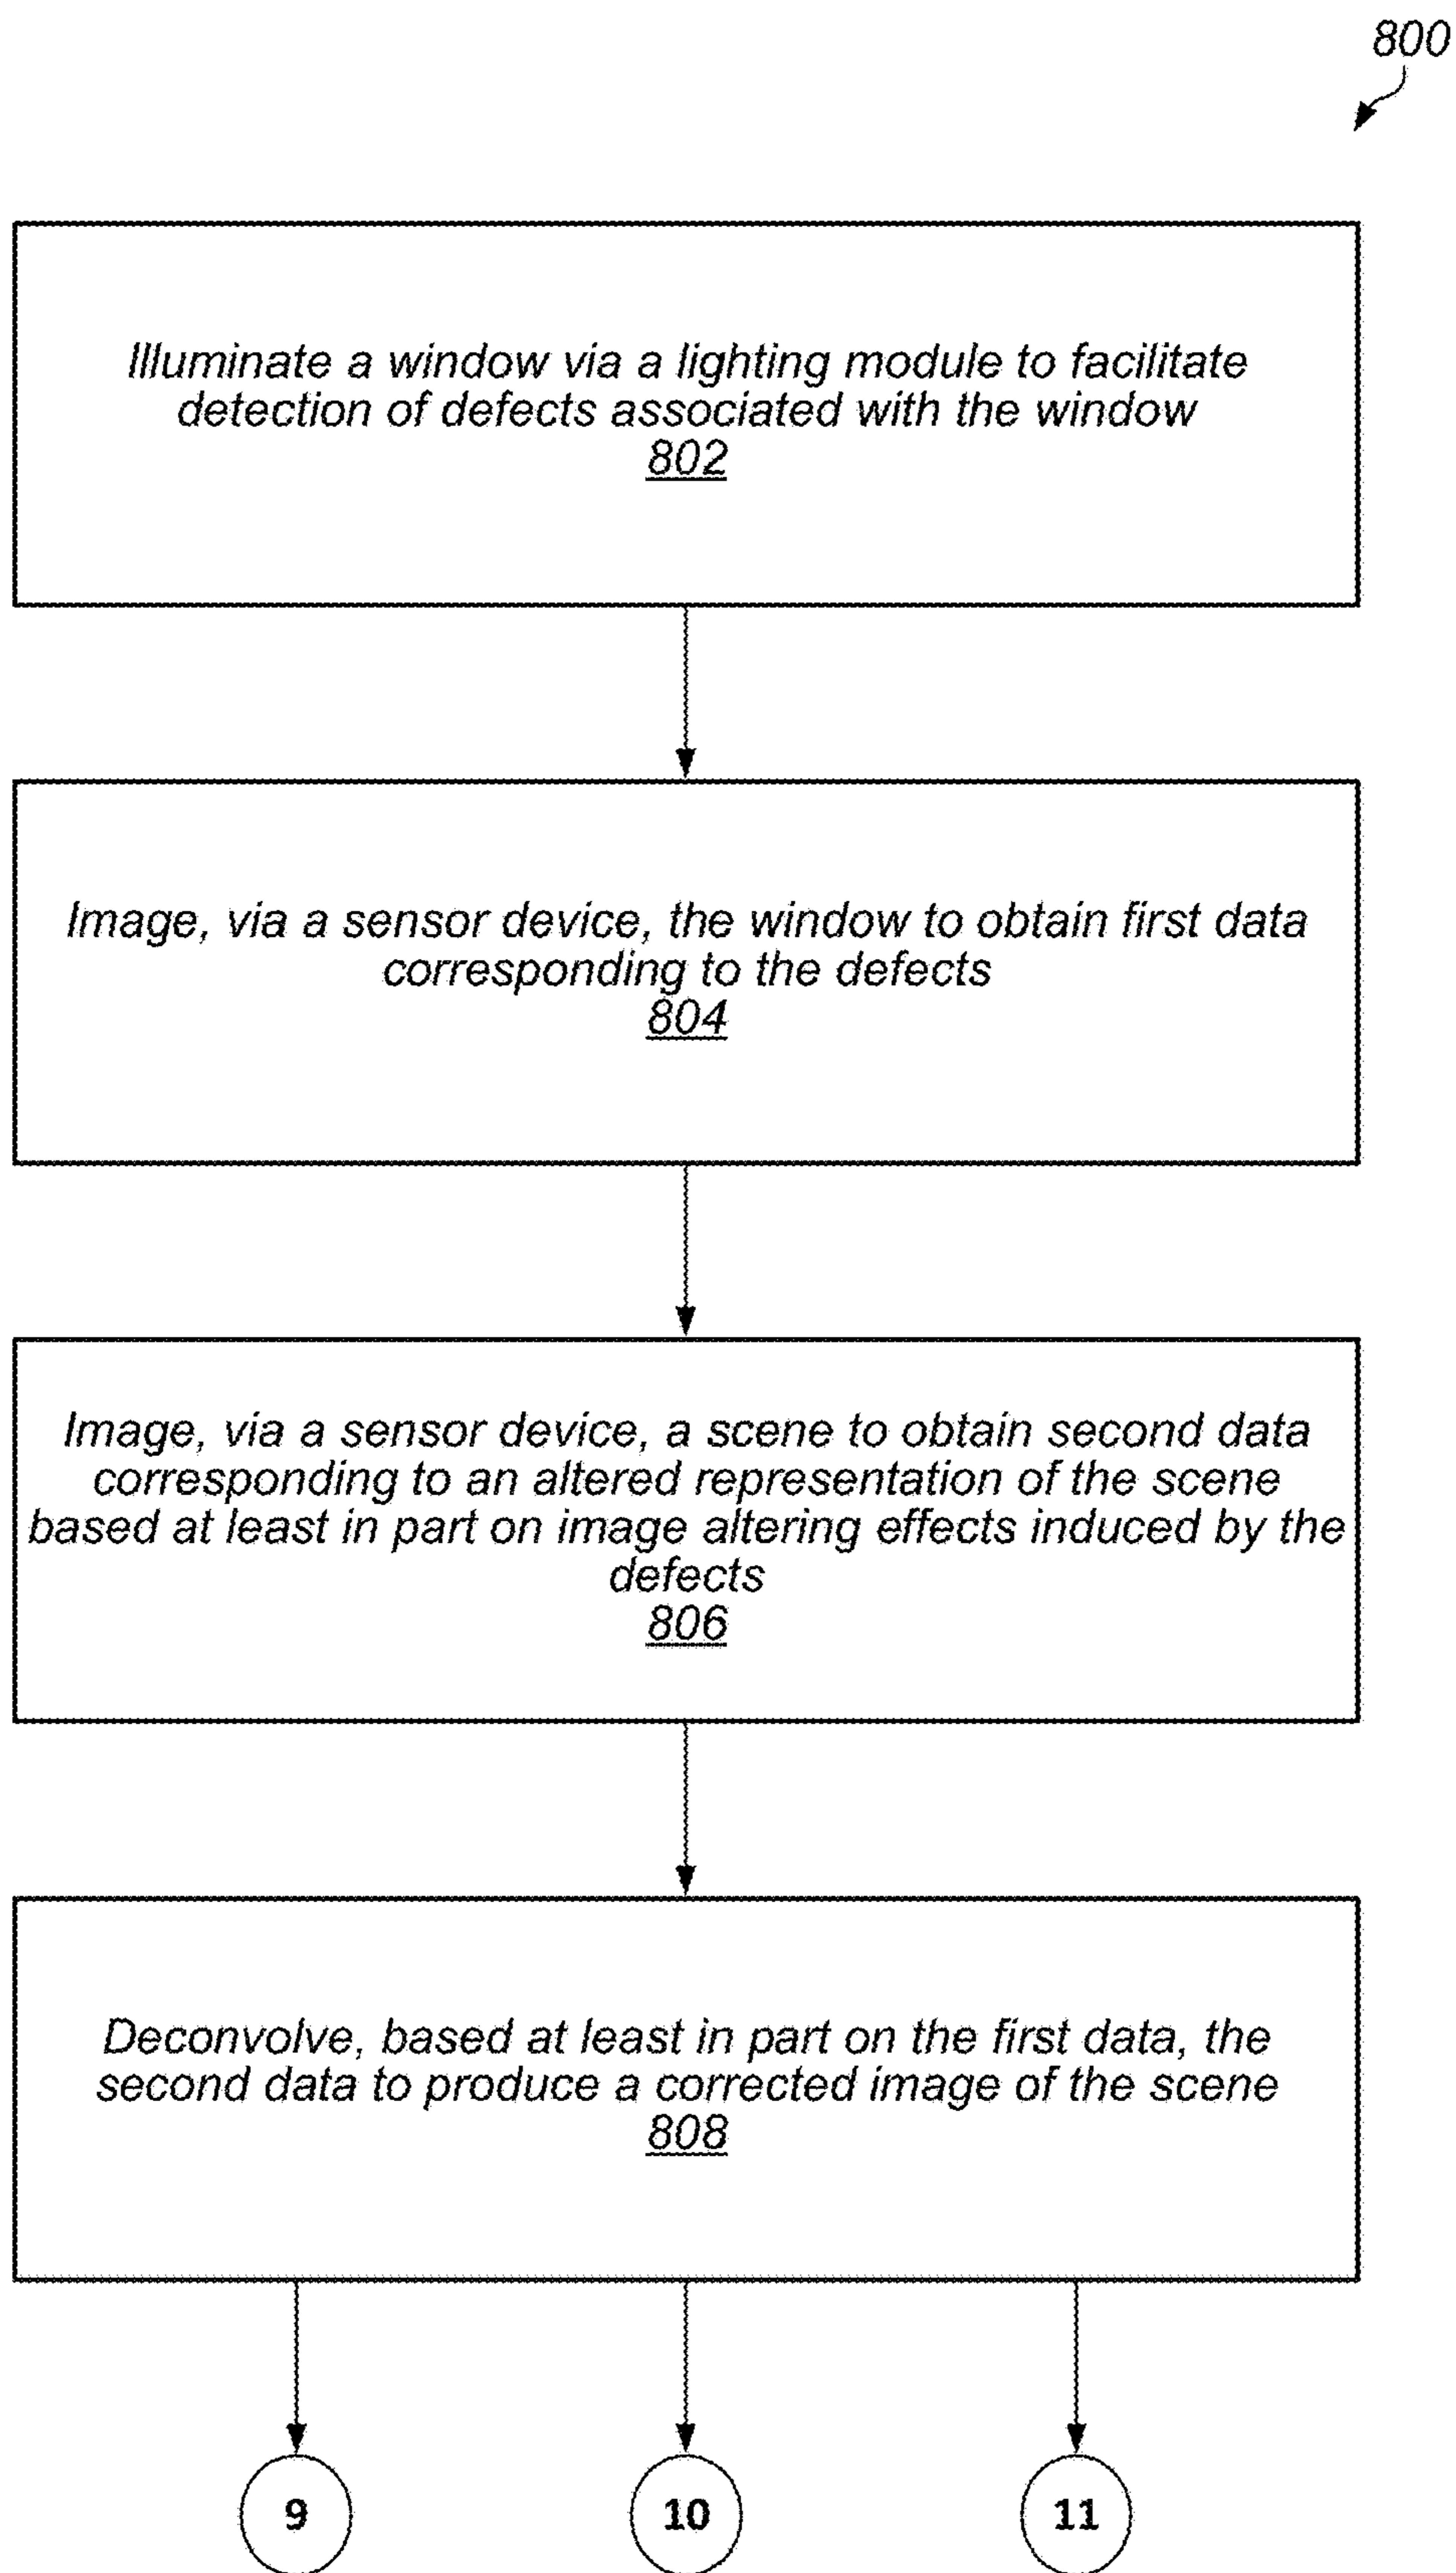 800
Illuminate a window via a lighting module to facilitate
detection of defects associated with the window
802
Image, via a sensor device, the window to obtain first data
corresponding to the defects
804
Image, via a sensor device, a scene to obtain second data
corresponding to an altered representation of the scene
based at least in part on image altering effects induced by the
defects
806
Deconvolve, based at least in part on the first data, the
second data to produce a corrected image of the scene
808
9
10
11